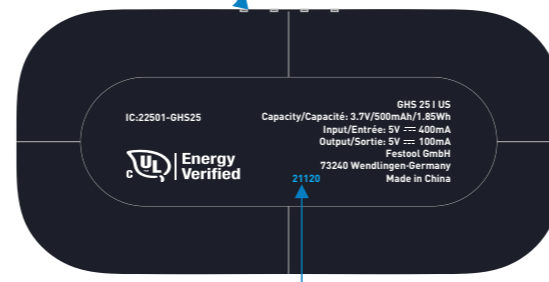 IC:22501-GHS25
C UL Energy
Verified
GHS 25 I US
Capacity/Capacité: 3.7V/500mAh/1.85Wh
Input/Entrée: 5V ⎓ 400mA
Output/Sortie: 5V ⎓ 100mA
Festool GmbH
73240 Wendlingen-Germany
21120 Made in China